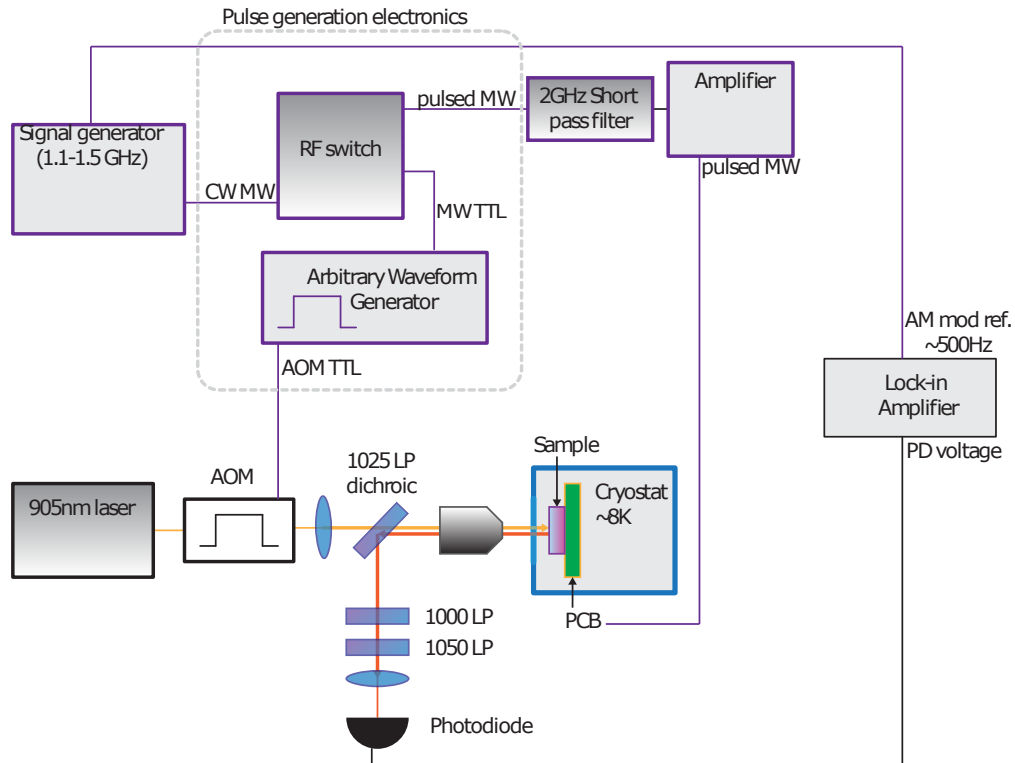 Pulse generation electronics
Signal generator
(1.1-1.5 GHz)
CW MW
RF switch
pulsed MW
MW TTL
2GHz Short
pass filter
Amplifier
pulsed MW
Arbitrary Waveform
Generator
AOM TTL
AM mod ref.
~500Hz
Lock-in
Amplifier
PD voltage
905nm laser
AOM
1025 LP
dichroic
Sample
Cryostat
~8K
PCB
1000 LP
1050 LP
Photodiode